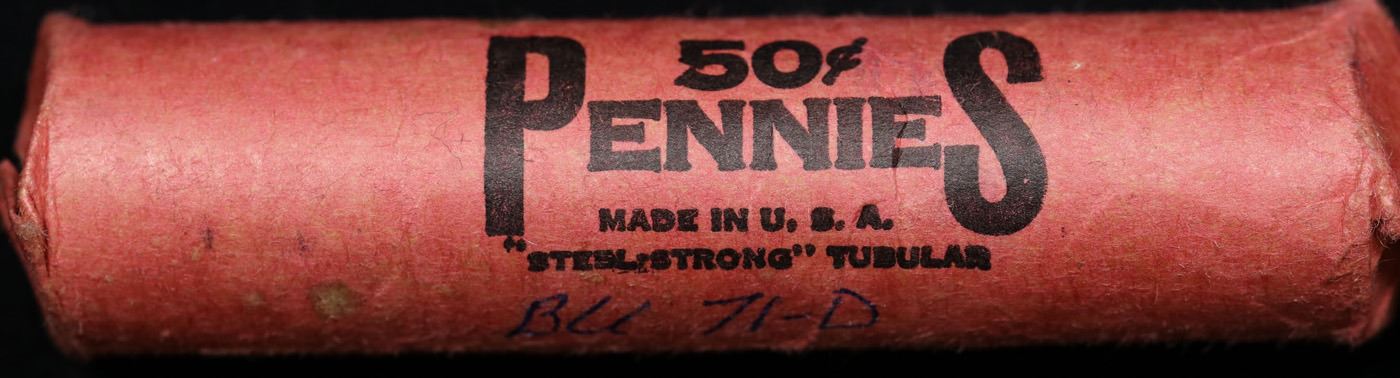 50¢
PENNIES
MADE IN U. S. A.
"STEEL-STRONG" TUBULAR
BU 71-D